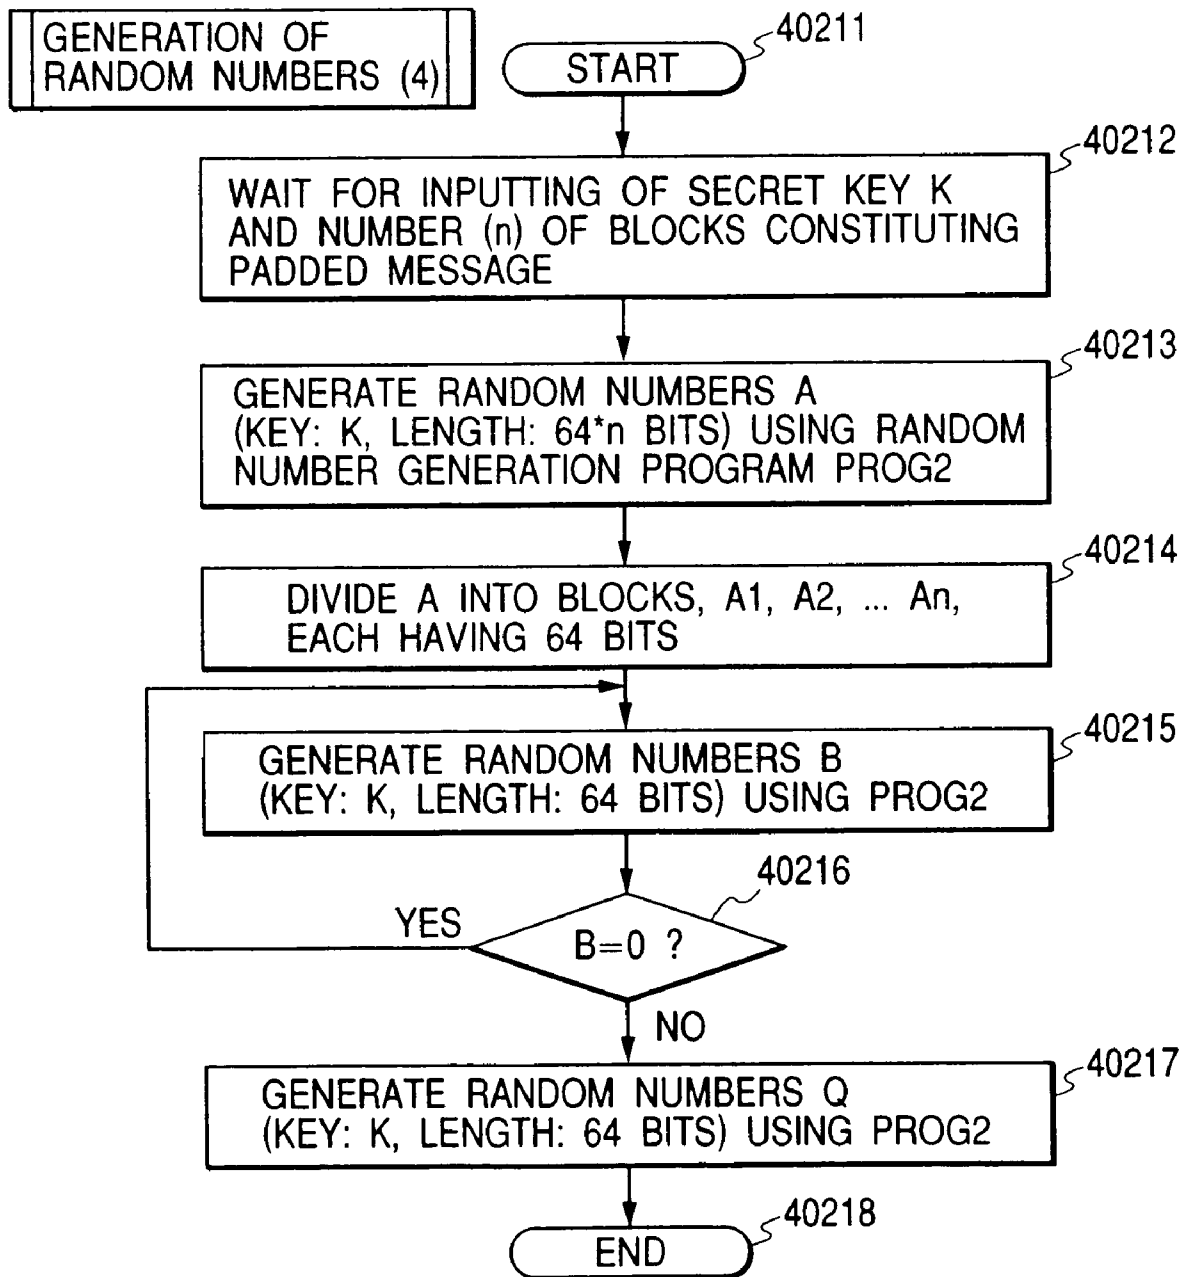 GENERATION OF
RANDOM NUMBERS (4)
START
40211
40212
WAIT FOR INPUTTING OF SECRET KEY K
AND NUMBER (n) OF BLOCKS CONSTITUTING
PADDED MESSAGE
40213
GENERATE RANDOM NUMBERS A
(KEY: K, LENGTH: 64*n BITS) USING RANDOM
NUMBER GENERATION PROGRAM PROG2
40214
DIVIDE A INTO BLOCKS, A1, A2, ... An,
EACH HAVING 64 BITS
40215
GENERATE RANDOM NUMBERS B
(KEY: K, LENGTH: 64 BITS) USING PROG2
40216
YES
B=0 ?
NO
40217
GENERATE RANDOM NUMBERS Q
(KEY: K, LENGTH: 64 BITS) USING PROG2
40218
END